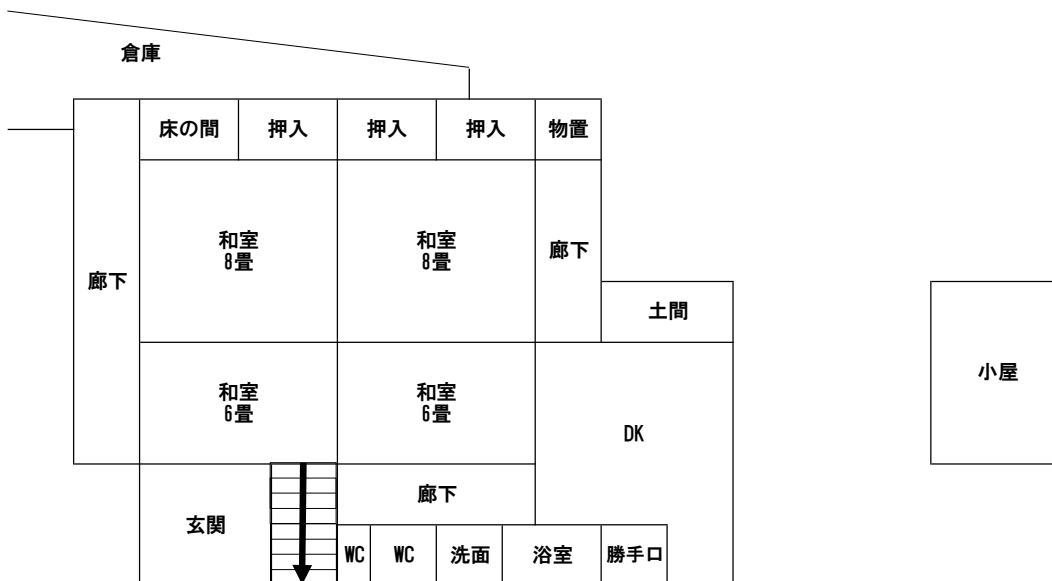 倉庫
床の間
押入
押入
押入
物置
和室
8畳
和室
8畳
廊下
廊下
土間
小屋
和室
6畳
和室
6畳
DK
廊下
玄関
WC
WC
洗面
浴室
勝手口